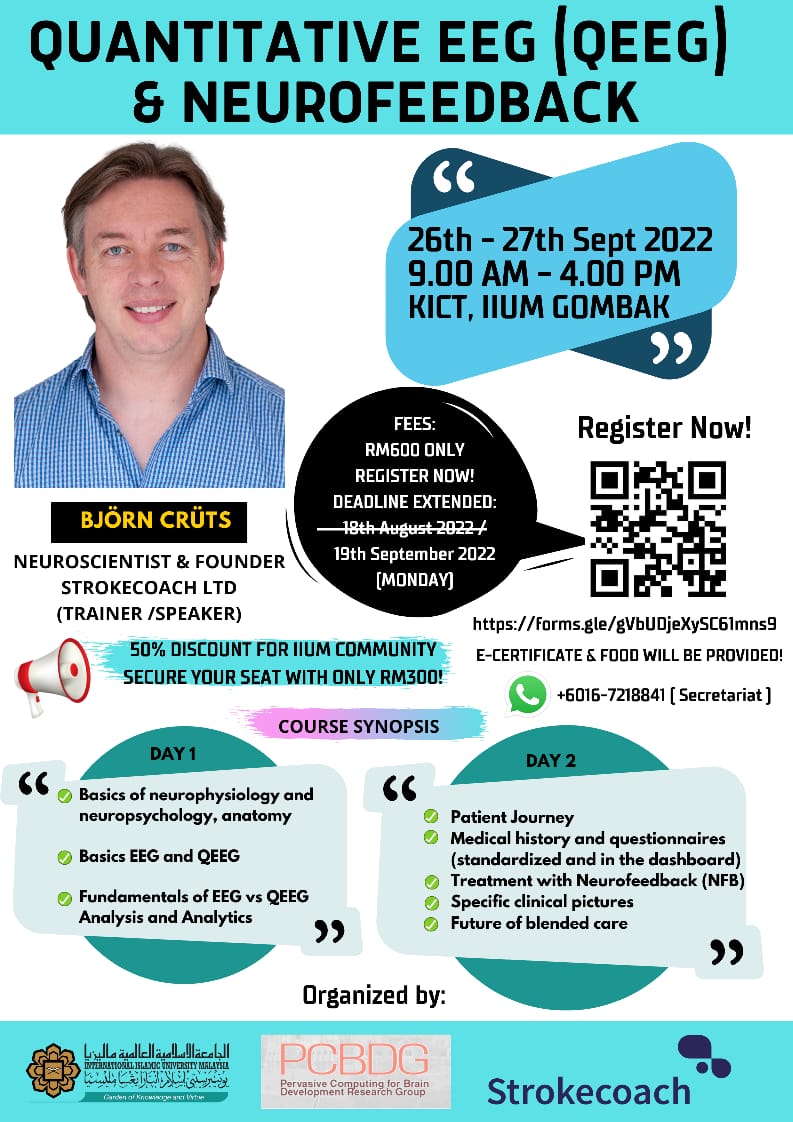 QUANTITATIVE EEG (QEEG)
& NEUROFEEDBACK
26th - 27th Sept 2022
9.00 AM - 4.00 PM
KICT, IIUM GOMBAK
FEES:
RM600 ONLY
REGISTER NOW!
DEADLINE EXTENDED:
18th August 2022 /
19th September 2022
(MONDAY)
Register Now!
BJÖRN CRÜTS
NEUROSCIENTIST & FOUNDER
STROKECOACH LTD
(TRAINER /SPEAKER)
https://forms.gle/gVbUDjeXySC61mns9
E-CERTIFICATE & FOOD WILL BE PROVIDED!
+6016-7218841 [ Secretariat ]
50% DISCOUNT FOR IIUM COMMUNITY
SECURE YOUR SEAT WITH ONLY RM300!
COURSE SYNOPSIS
DAY 1
Basics of neurophysiology and
neuropsychology, anatomy
Basics EEG and QEEG
Fundamentals of EEG vs QEEG
Analysis and Analytics
DAY 2
Patient Journey
Medical history and questionnaires
(standardized and in the dashboard)
Treatment with Neurofeedback (NFB)
Specific clinical pictures
Future of blended care
Organized by:
الجامعة الإسلامية العالمية ماليزيا
INTERNATIONAL ISLAMIC UNIVERSITY MALAYSIA
Garden of Knowledge and Virtue
PCBDG
Pervasive Computing for Brain
Development Research Group
Strokecoach